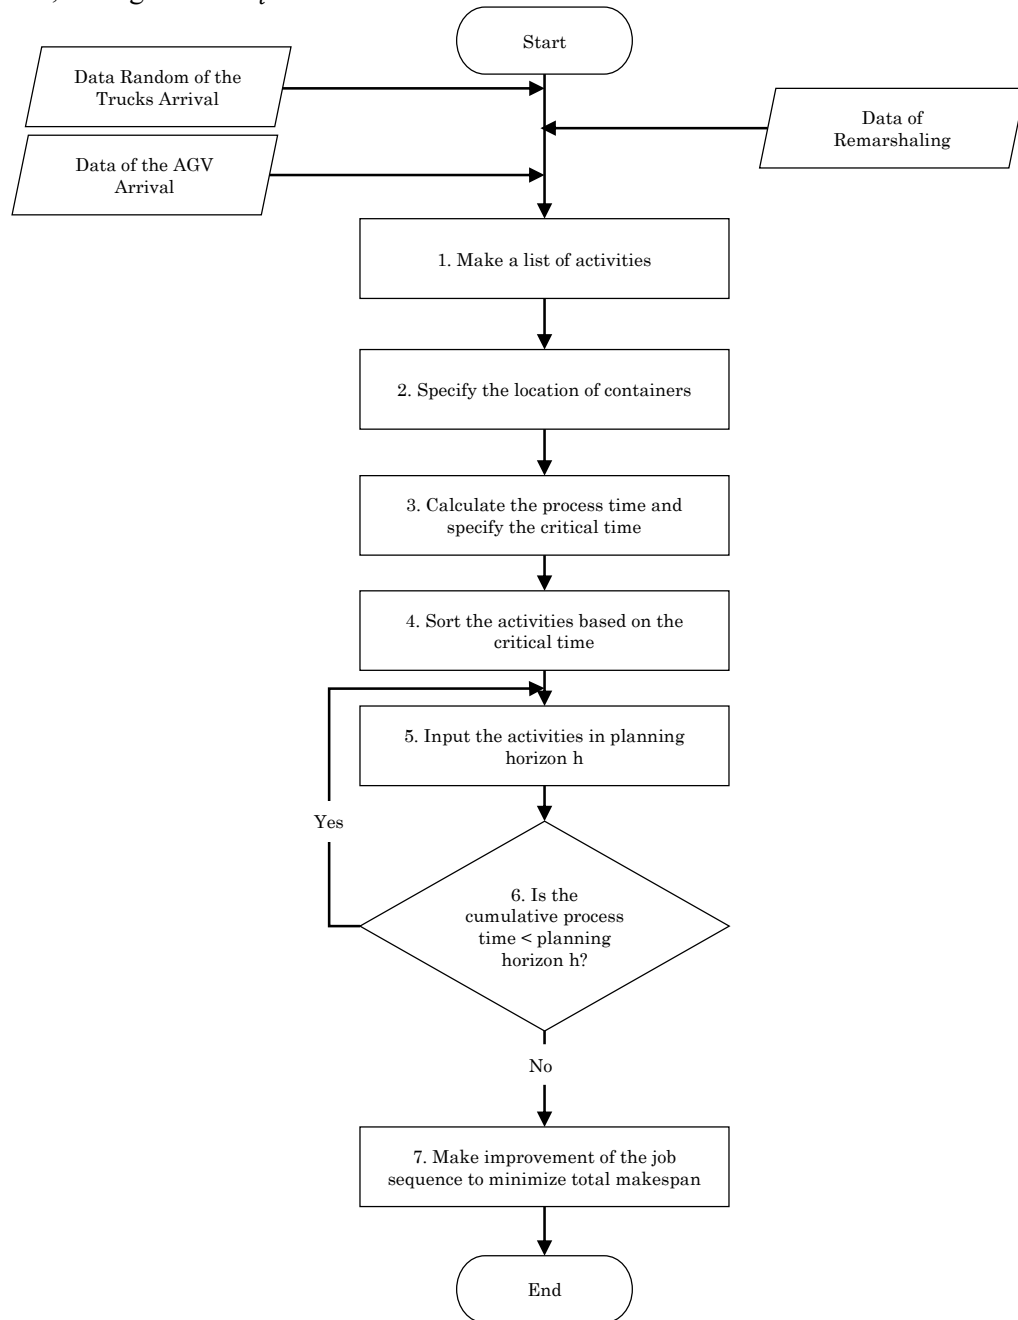 Start
Data Random of the
Trucks Arrival
Data of
Remarshaling
Data of the AGV
Arrival
1. Make a list of activities
2. Specify the location of containers
3. Calculate the process time and
specify the critical time
4. Sort the activities based on the
critical time
5. Input the activities in planning
horizon h
Yes
6. Is the
cumulative process
time < planning
horizon h?
No
7. Make improvement of the job
sequence to minimize total makespan
End